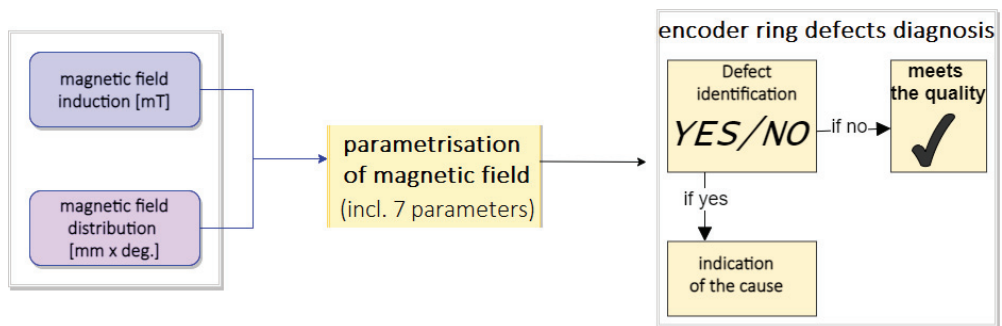 magnetic field
induction [mT]
magnetic field
distribution
[mm x deg.]
parametrisation
of magnetic field
(incl. 7 parameters)
encoder ring defects diagnosis
Defect
identification
YES/NO
if no
meets
the quality
if yes
indication
of the cause